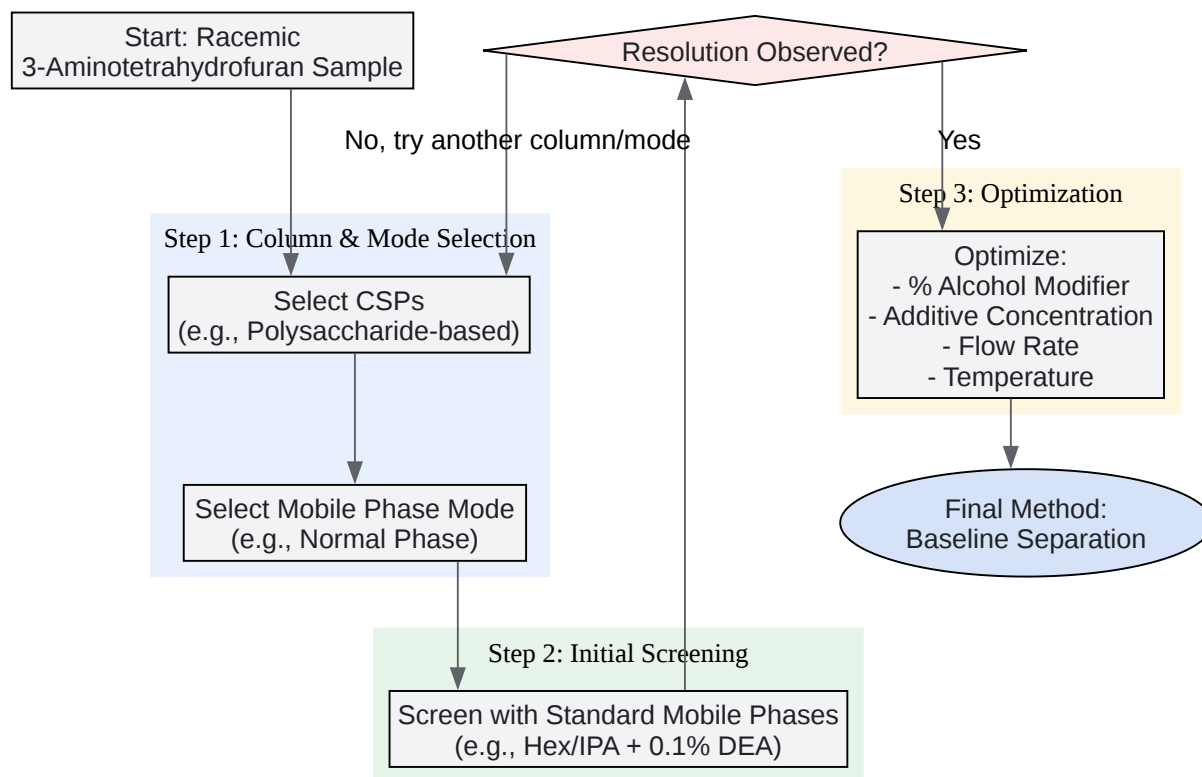 Start: Racemic
3-Aminotetrahydrofuran Sample
Resolution Observed?
No, try another column/mode
Yes
Step 1: Column & Mode Selection
Select CSPs
(e.g., Polysaccharide-based)
Select Mobile Phase Mode
(e.g., Normal Phase)
Step 2: Initial Screening
Screen with Standard Mobile Phases
(e.g., Hex/IPA + 0.1% DEA)
Step 3: Optimization
Optimize:
- % Alcohol Modifier
- Additive Concentration
- Flow Rate
- Temperature
Final Method:
Baseline Separation